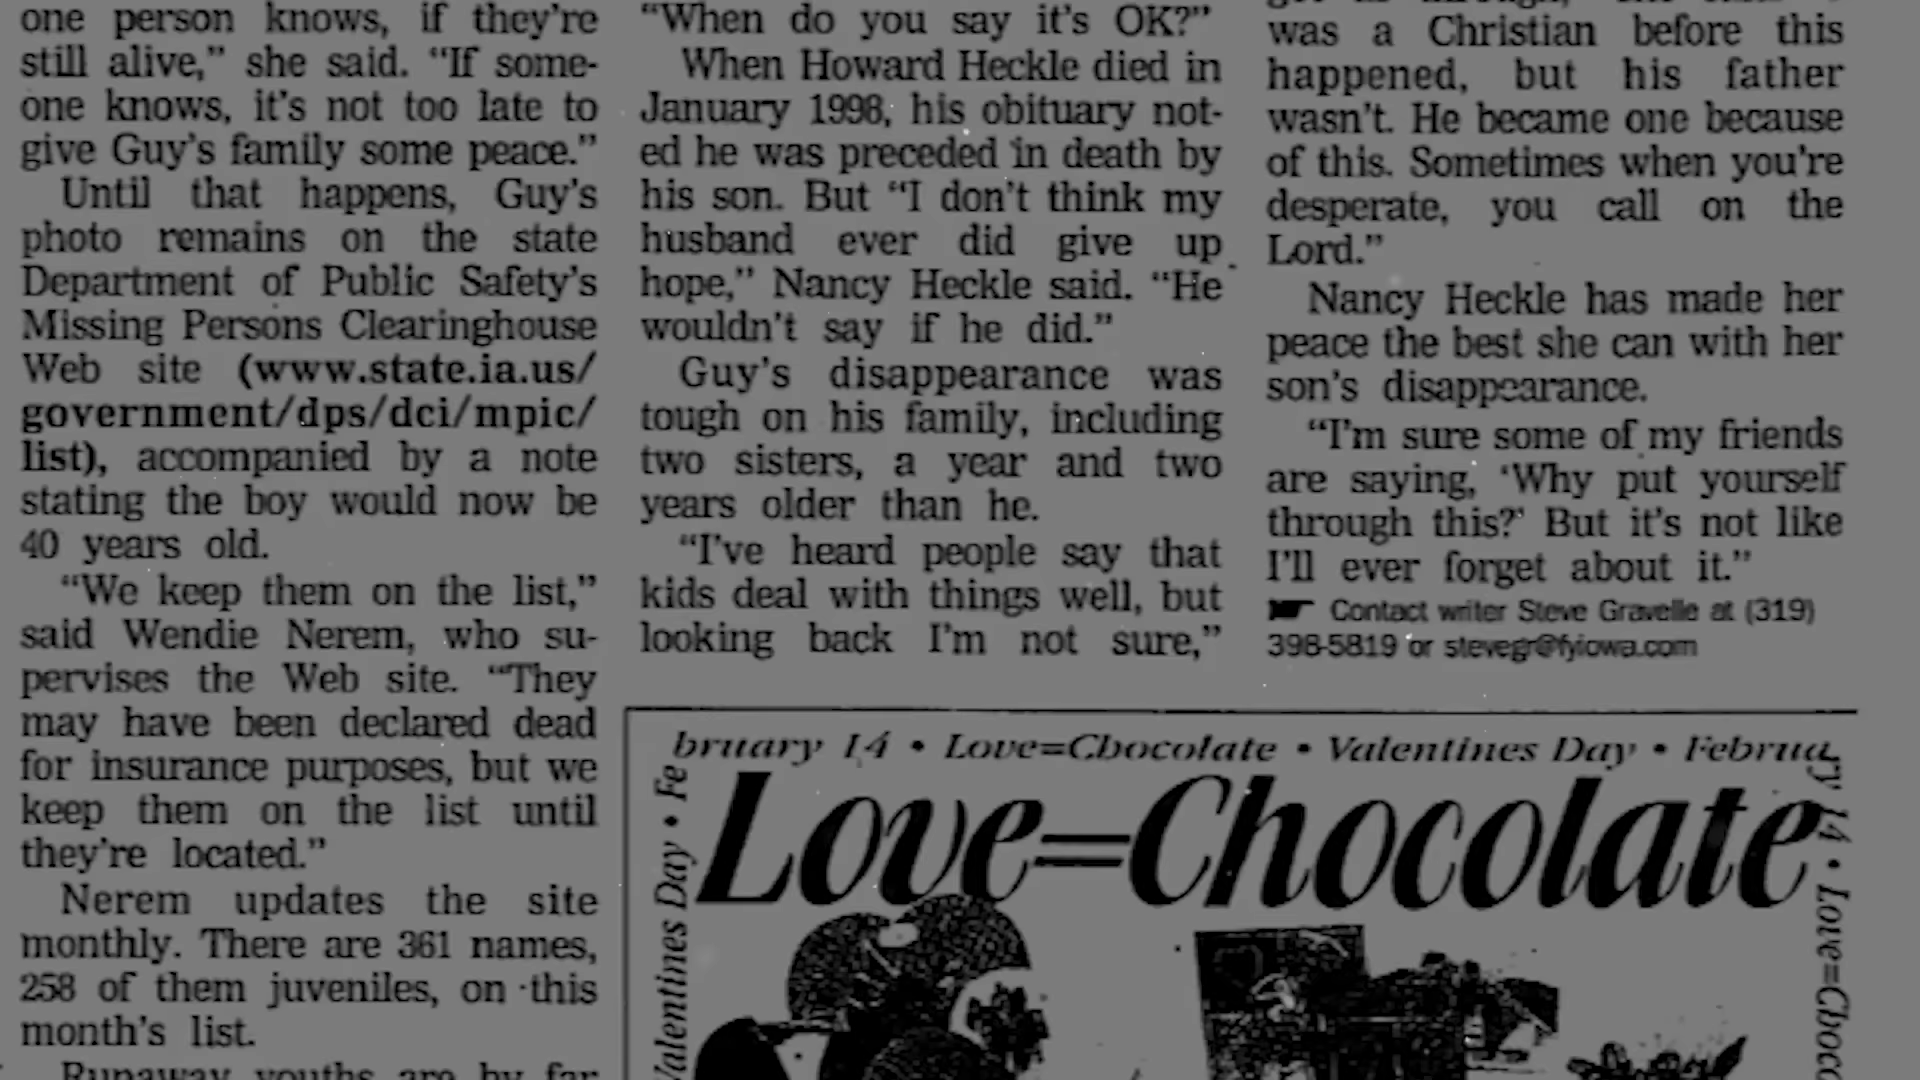 one person knows, if they're
still alive,” she said. “If some-
one knows, it's not too late to
give Guy's family some peace.”
Until that happens, Guy's
photo remains on the state
Department of Public Safety's
Missing Persons Clearinghouse
Web site (www.state.ia.us/
government/dps/dci/mpic/
list), accompanied by a note
stating the boy would now be
40 years old.
“We keep them on the list,”
said Wendie Nerem, who su-
pervises the Web site. “They
may have been declared dead
for insurance purposes, but we
keep them on the list until
they're located.”
Nerem updates the site
monthly. There are 361 names,
258 of them juveniles, on this
month's list.
Runaway youths are by far
“When do you say it's OK?”
When Howard Heckle died in
January 1998, his obituary not-
ed he was preceded in death by
his son. But “I don't think my
husband ever did give up
hope,” Nancy Heckle said. “He
wouldn't say if he did.”
Guy's disappearance was
tough on his family, including
two sisters, a year and two
years older than he.
“I've heard people say that
kids deal with things well, but
looking back I'm not sure,”
was a Christian before this
happened, but his father
wasn't. He became one because
of this. Sometimes when you're
desperate, you call on the
Lord.”
Nancy Heckle has made her
peace the best she can with her
son's disappearance.
“I'm sure some of my friends
are saying, ‘Why put yourself
through this?’ But it's not like
I'll ever forget about it.”
Contact writer Steve Gravelle at (319)
398-5819 or stevegr@fyiowa.com
bruary 14 • Love=Chocolate • Valentines Day • Februa
ry 14 • Love=Choco
Valentines Day • Fe
Love=Chocolate